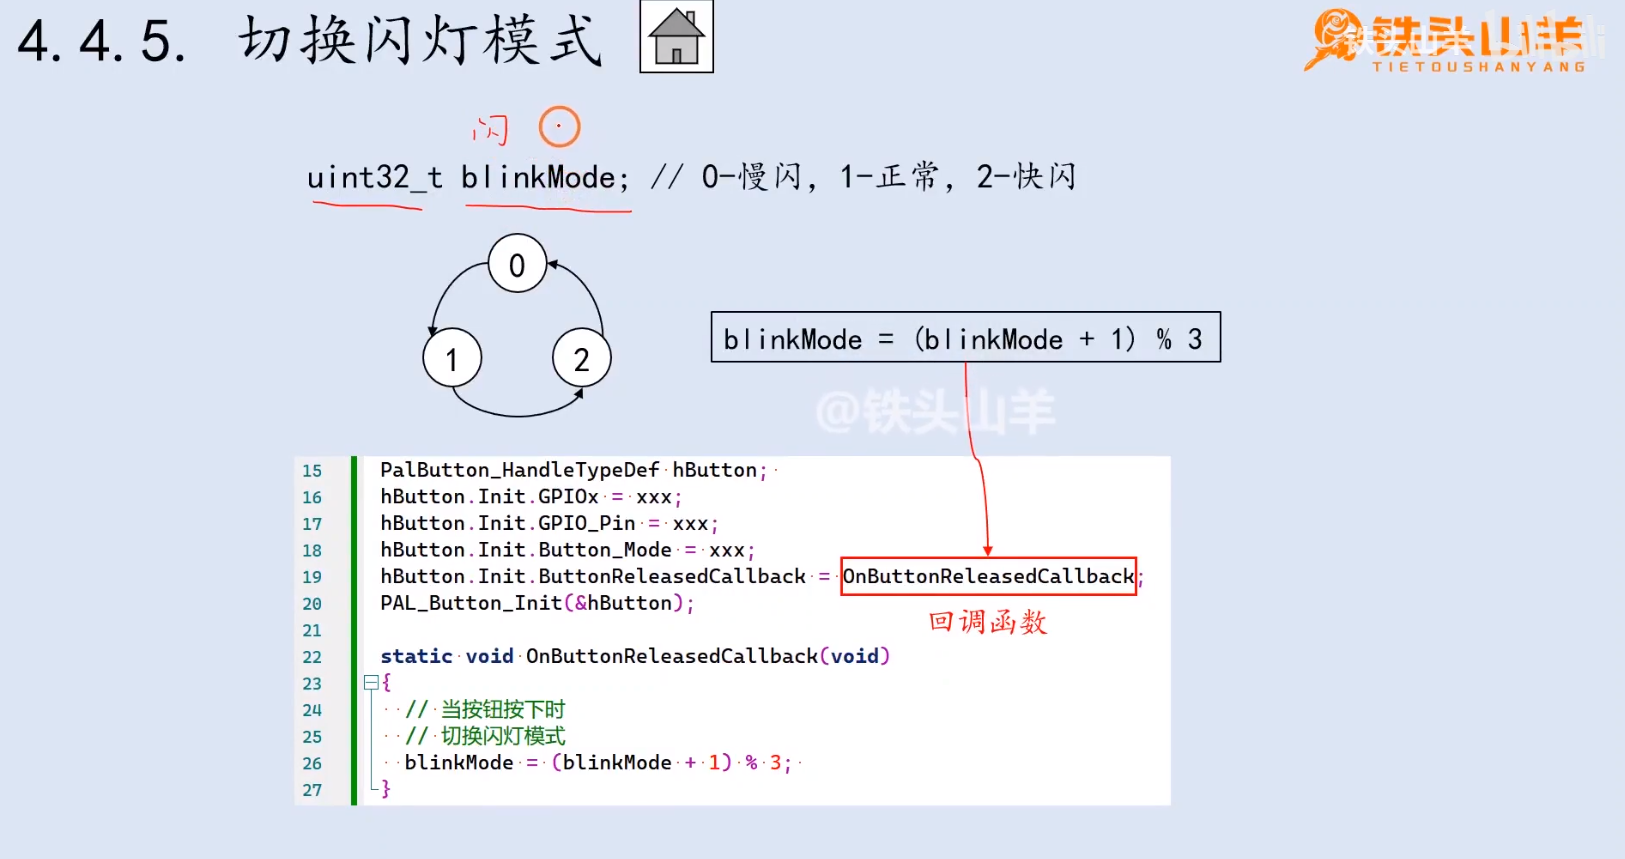 4.4.5. 切换闪灯模式
铁头山羊
TIETOUSHANYANG
闪
uint32_t blinkMode; // 0-慢闪, 1-正常, 2-快闪
0
1
2
blinkMode = (blinkMode + 1) % 3
@铁头山羊
15 PalButton_HandleTypeDef hButton;
16 hButton.Init.GPIOx = xxx;
17 hButton.Init.GPIO_Pin = xxx;
18 hButton.Init.Button_Mode = xxx;
19 hButton.Init.ButtonReleasedCallback = OnButtonReleasedCallback;
20 PAL_Button_Init(&hButton);
回调函数
21
22 static void OnButtonReleasedCallback(void)
23 {
24 // 当按钮按下时
25 // 切换闪灯模式
26 blinkMode = (blinkMode + 1) % 3;
27 }